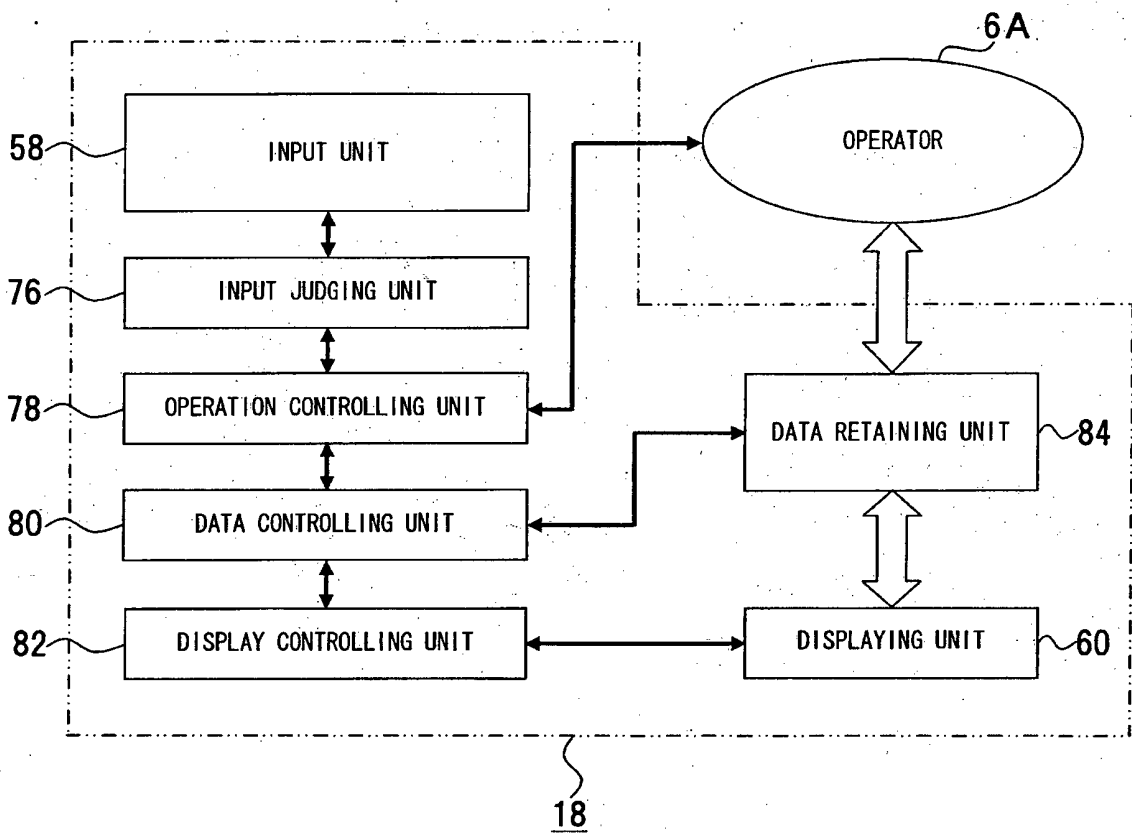 6A
58
INPUT UNIT
OPERATOR
76
INPUT JUDGING UNIT
78
OPERATION CONTROLLING UNIT
DATA RETAINING UNIT
84
80
DATA CONTROLLING UNIT
82
DISPLAY CONTROLLING UNIT
DISPLAYING UNIT
60
18